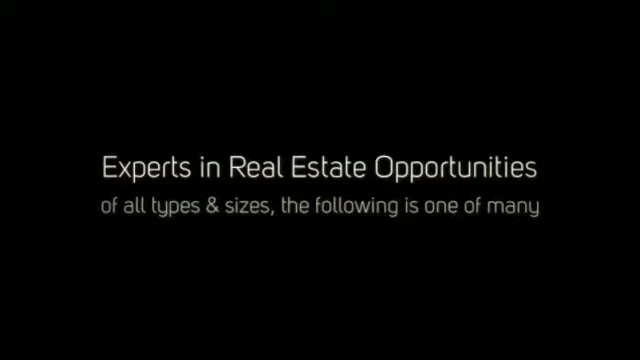 Experts in Real Estate Opportunities
of all types & sizes, the following is one of many